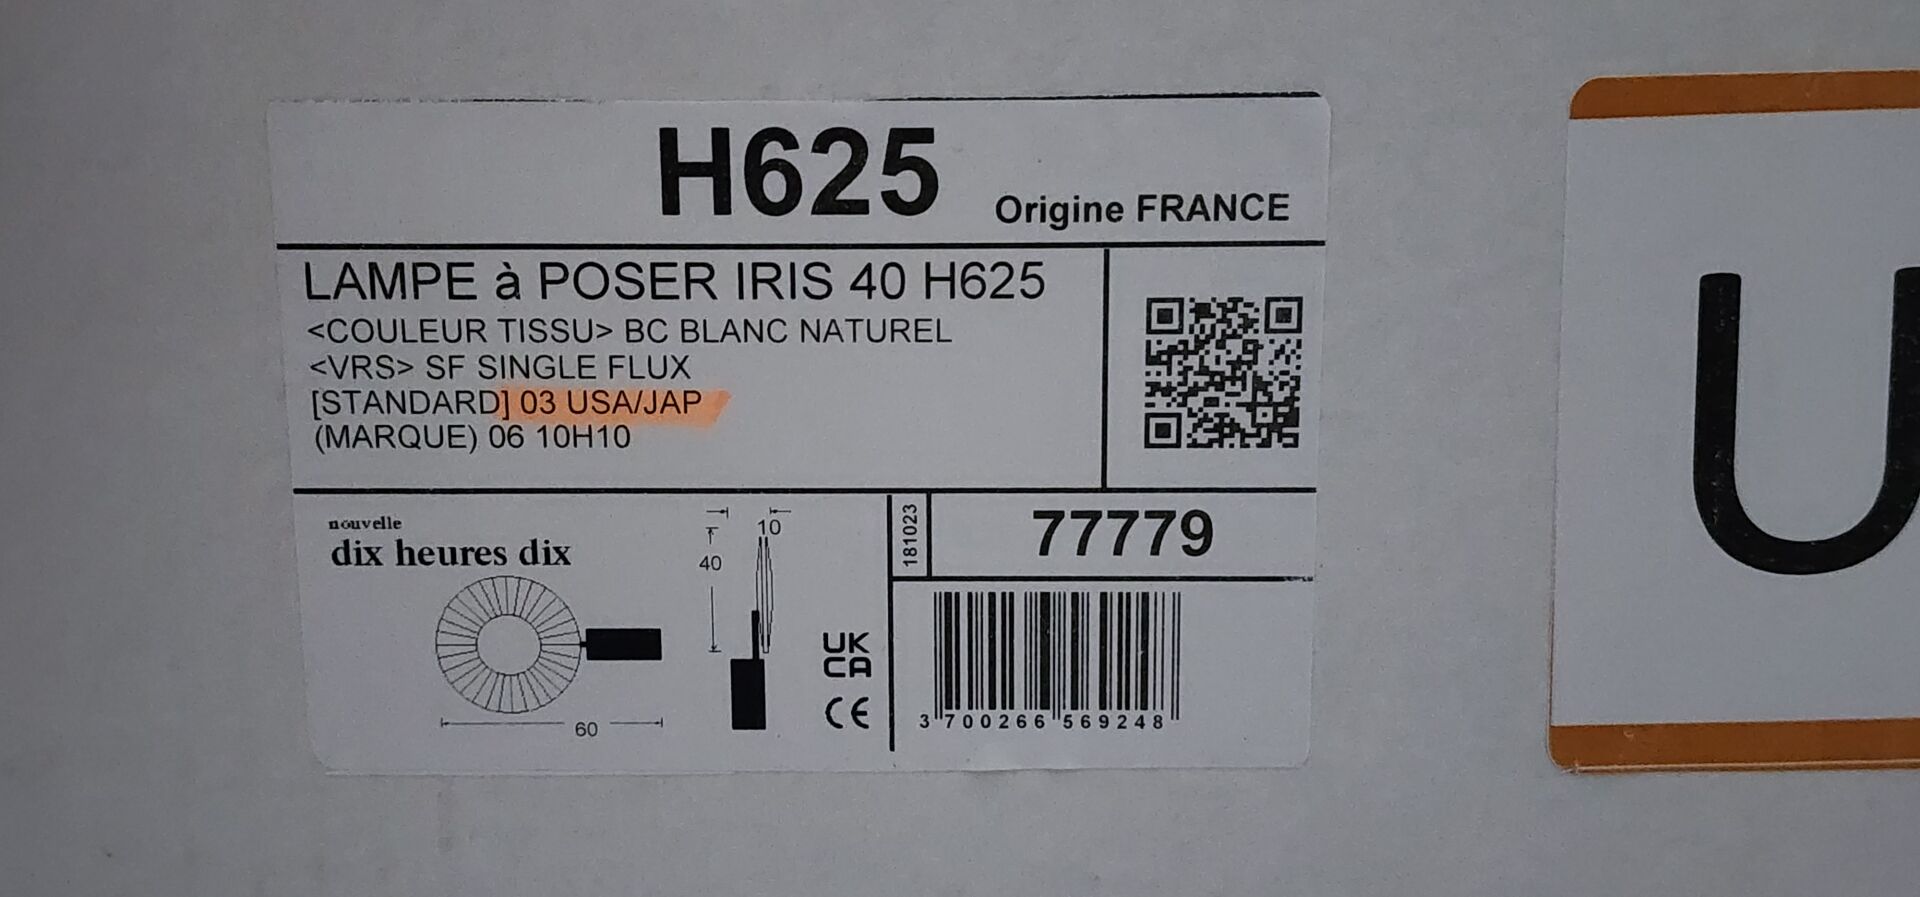 H625
Origine FRANCE
LAMPE à POSER IRIS 40 H625
<COULEUR TISSU> BC BLANC NATUREL
<VRS> SF SINGLE FLUX
[STANDARD] 03 USA/JAP
(MARQUE) 06 10H10
nouvelle
dix heures dix
10
40
60
UK
CA
CE
181023
77779
3 700266 569248
U